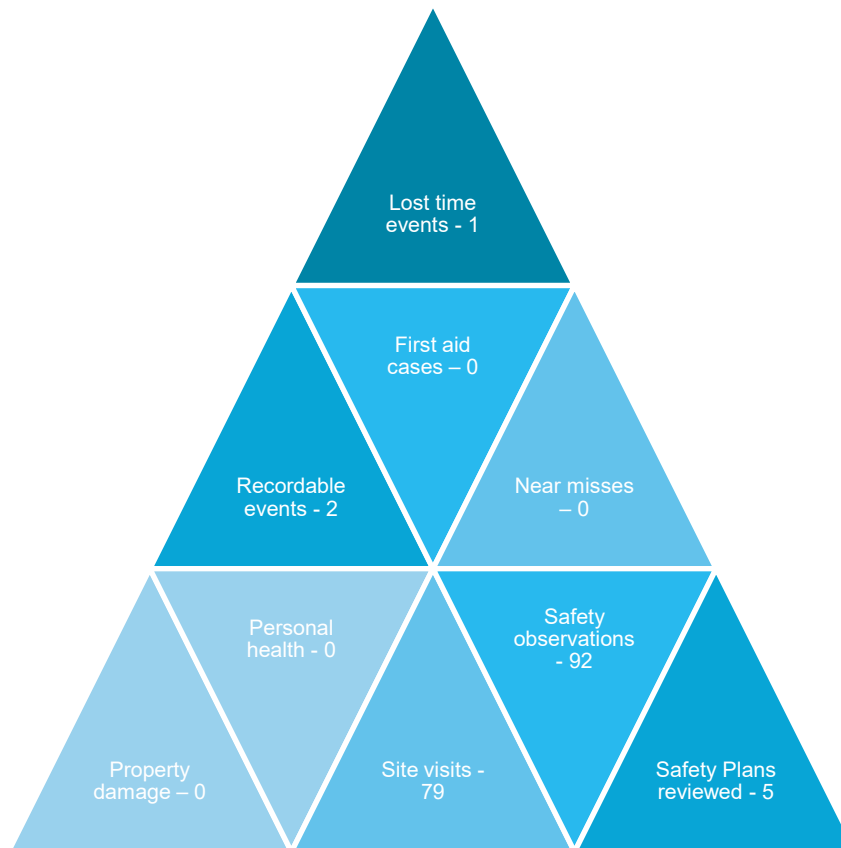 Lost time
events - 1
First aid
cases – 0
Recordable
events - 2
Near misses
– 0
Personal
health - 0
Safety
observations
- 92
Property
damage – 0
Site visits -
79
Safety Plans
reviewed - 5